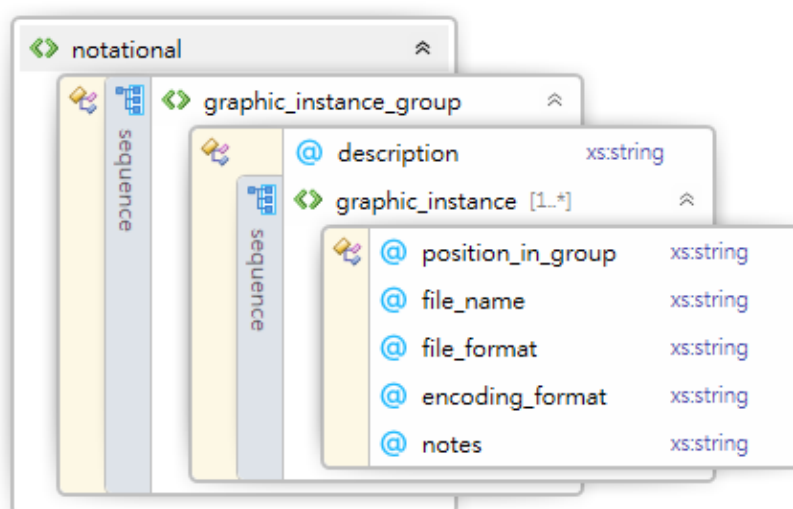 notational
sequence
graphic_instance_group
sequence
@ description xs:string
graphic_instance [1..*]
@ position_in_group xs:string
@ file_name xs:string
@ file_format xs:string
@ encoding_format xs:string
@ notes xs:string